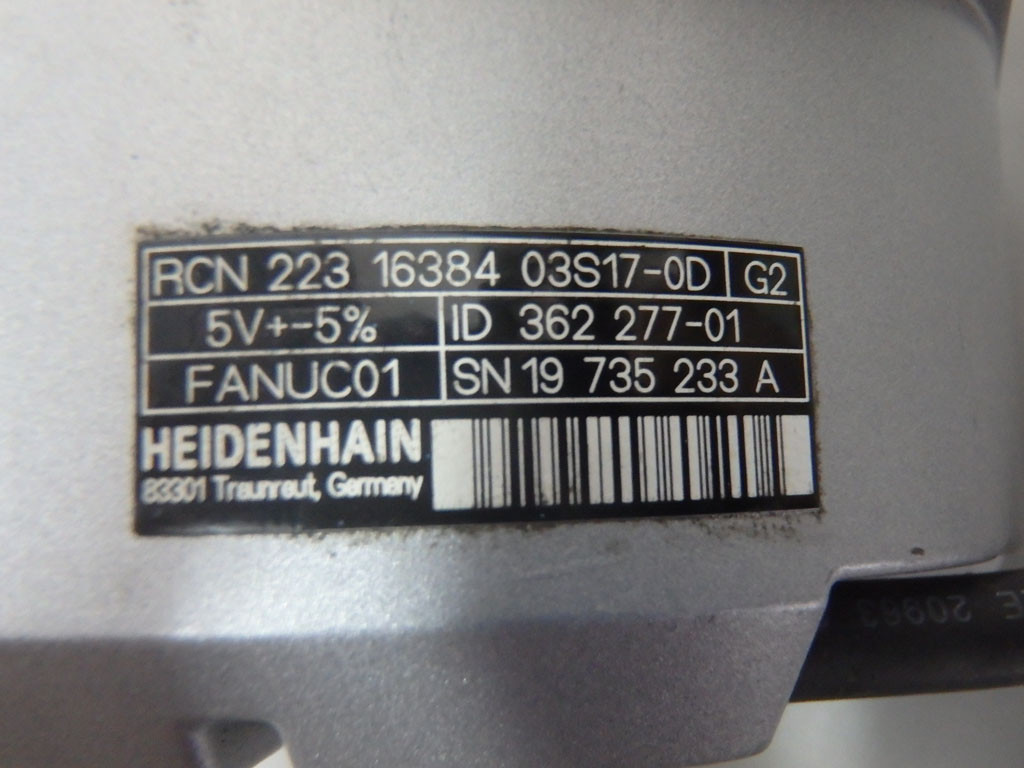 RCN 223 16384 03S17-0D G2
5V+-5% ID 362 277-01
FANUC01 SN 19 735 233 A
HEIDENHAIN
83301 Traunreut, Germany
20963